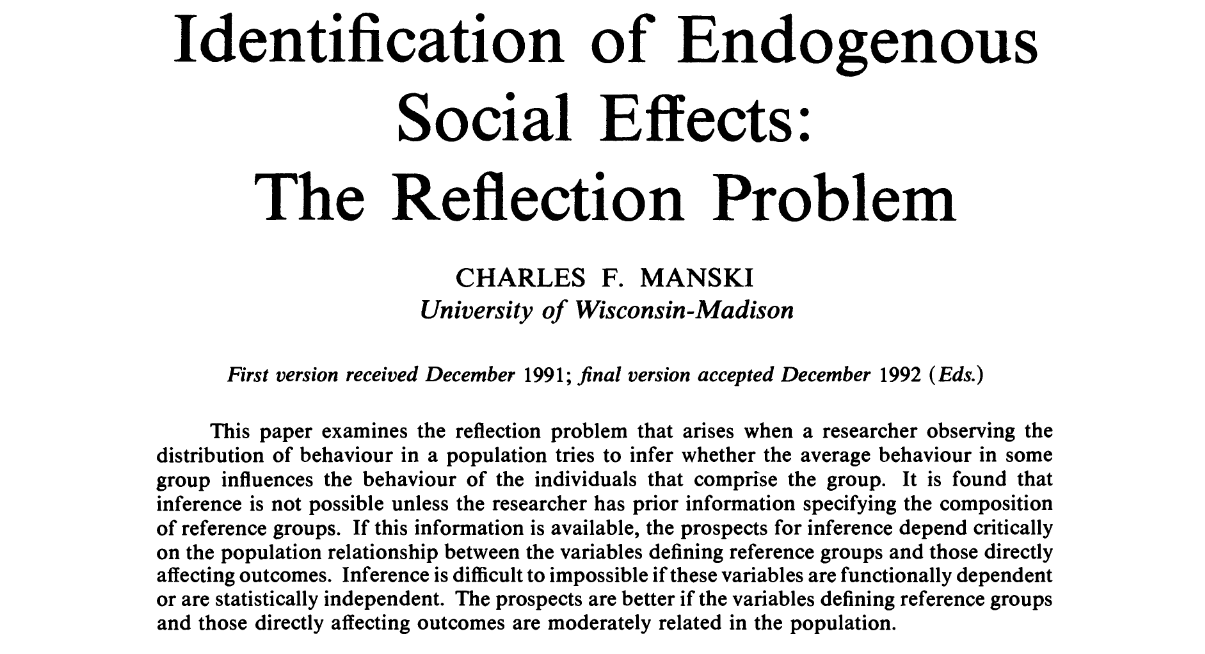 Identification of Endogenous
Social Effects:
The Reflection Problem
CHARLES F. MANSKI
University of Wisconsin-Madison
First version received December 1991; final version accepted December 1992 (Eds.)
This paper examines the reflection problem that arises when a researcher observing the
distribution of behaviour in a population tries to infer whether the average behaviour in some
group influences the behaviour of the individuals that comprise the group. It is found that
inference is not possible unless the researcher has prior information specifying the composition
of reference groups. If this information is available, the prospects for inference depend critically
on the population relationship between the variables defining reference groups and those directly
affecting outcomes. Inference is difficult to impossible if these variables are functionally dependent
or are statistically independent. The prospects are better if the variables defining reference groups
and those directly affecting outcomes are moderately related in the population.